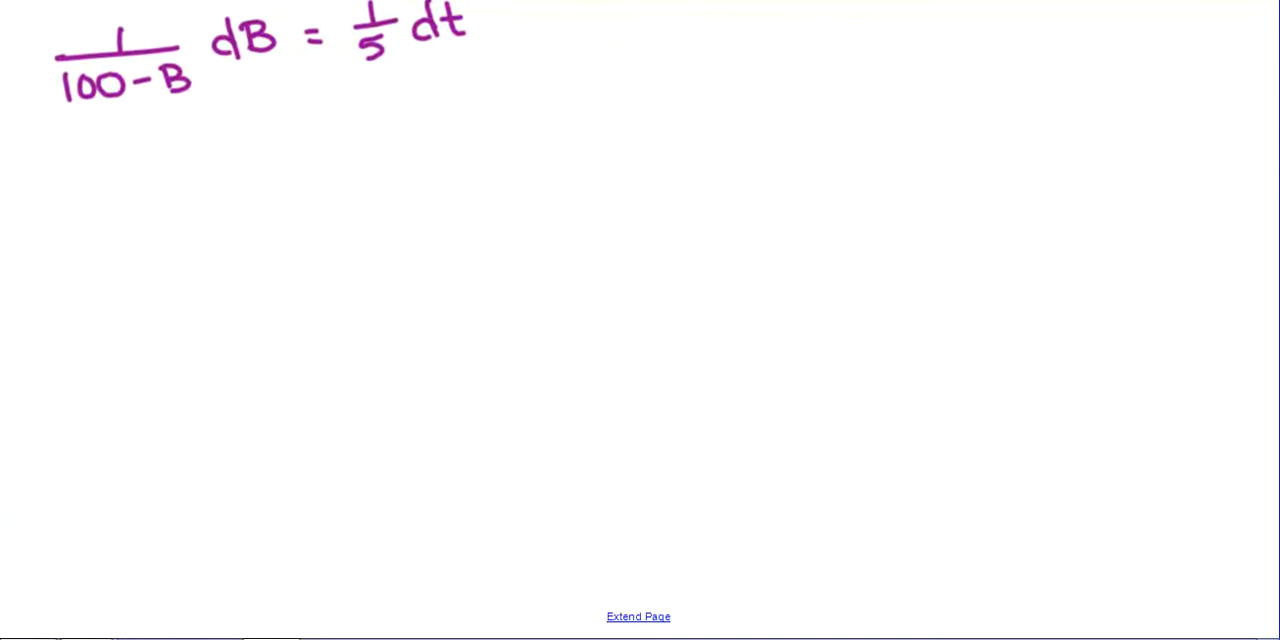 1/(100-B) dB = 1/5 dt
Extend Page